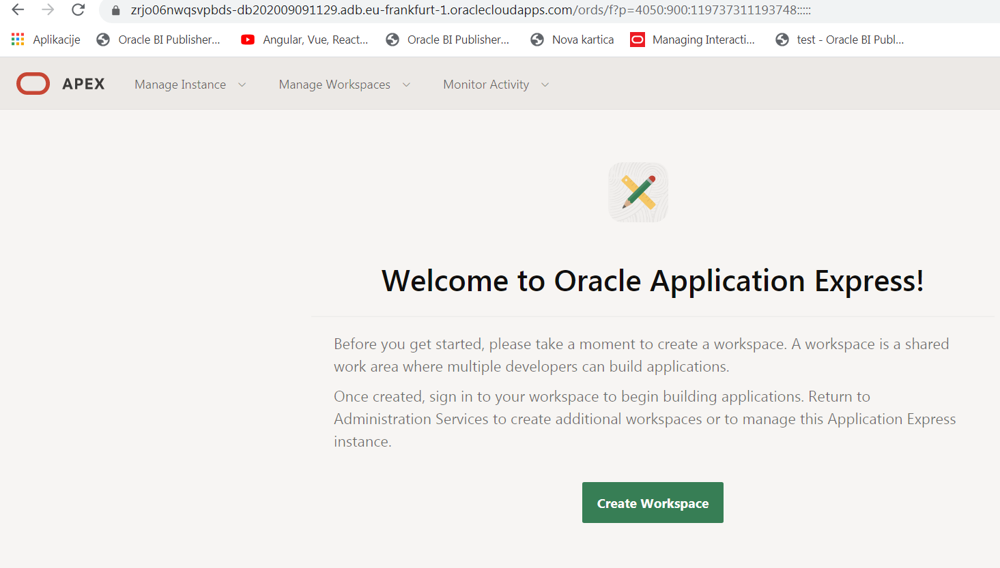 zrjo06nwqsvpbds-db202009091129.adb.eu-frankfurt-1.oraclecloudapps.com/ords/f?p=4050:900:119737311193748:::::
Aplikacije Oracle BI Publisher... Angular, Vue, React... Oracle BI Publisher... Nova kartica Managing Interacti... test - Oracle BI Publ...
APEX Manage Instance Manage Workspaces Monitor Activity
Welcome to Oracle Application Express!
Before you get started, please take a moment to create a workspace. A workspace is a shared
work area where multiple developers can build applications.
Once created, sign in to your workspace to begin building applications. Return to
Administration Services to create additional workspaces or to manage this Application Express
instance.
Create Workspace